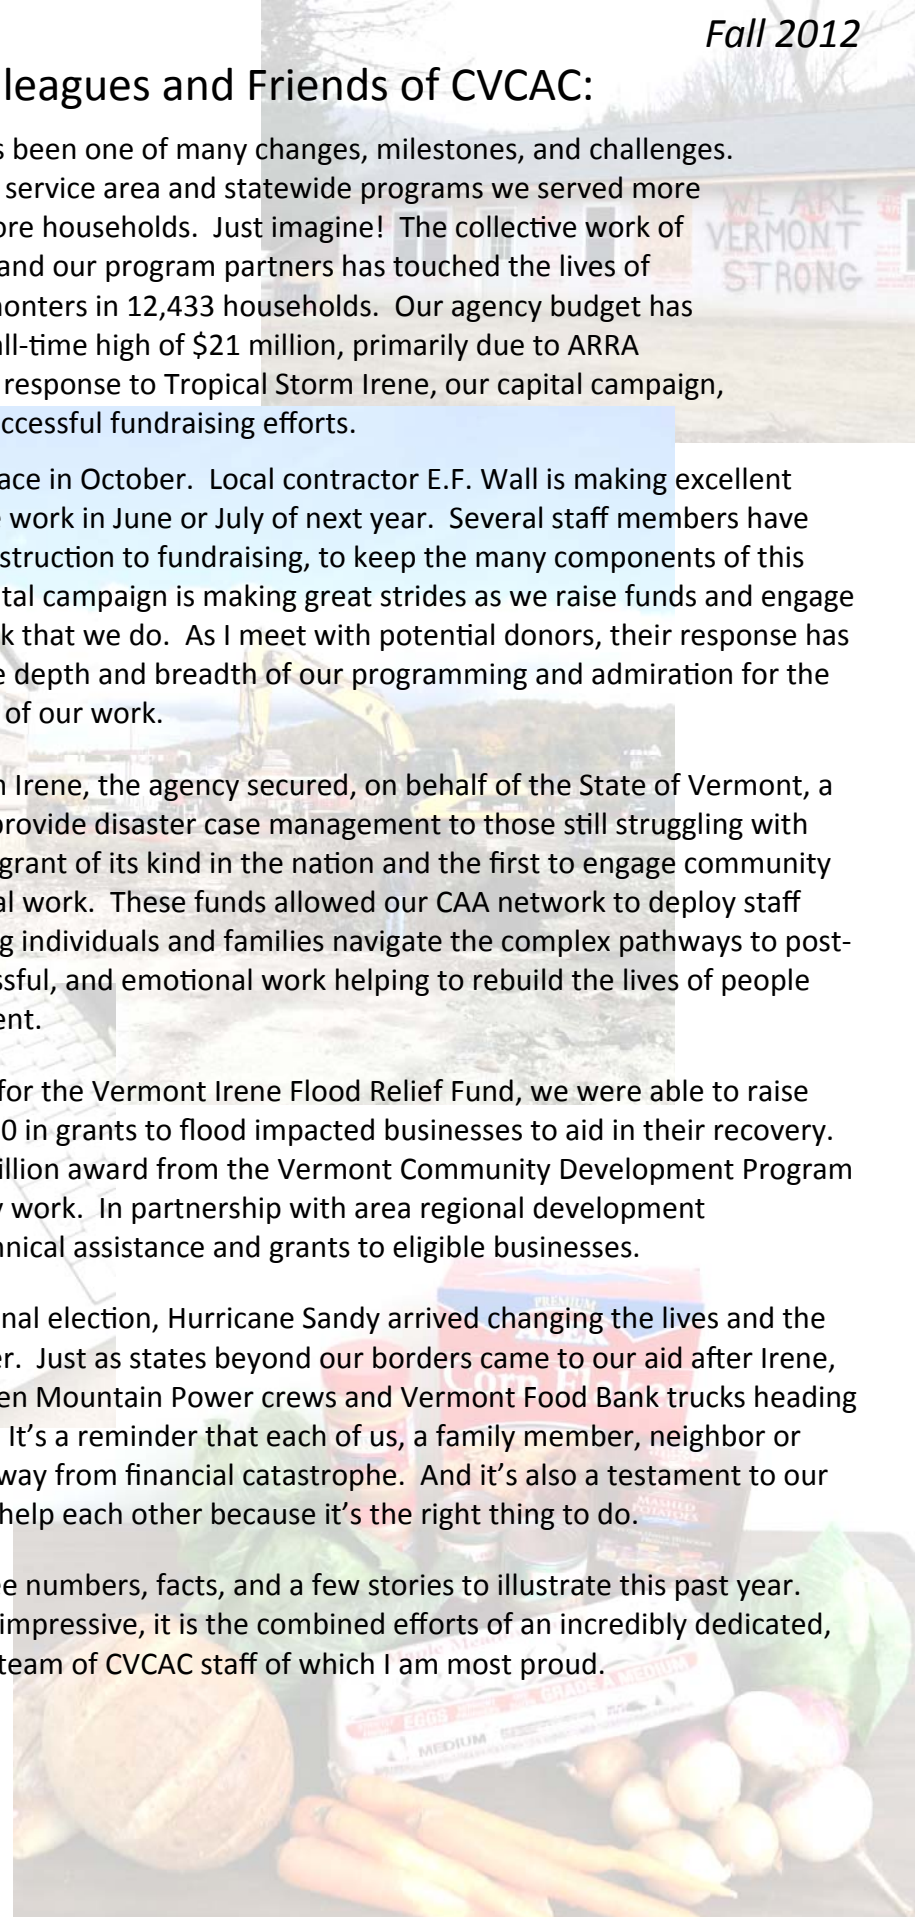 Fall 2012
leagues and Friends of CVCAC:
s been one of many changes, milestones, and challenges.
service area and statewide programs we served more
ore households.  Just imagine!  The collective work of
and our program partners has touched the lives of
onters in 12,433 households.  Our agency budget has
all-time high of $21 million, primarily due to ARRA
response to Tropical Storm Irene, our capital campaign,
ccessful fundraising efforts.
WE ARE
VERMONT
STRONG
ace in October.  Local contractor E.F. Wall is making excellent
work in June or July of next year.  Several staff members have
struction to fundraising, to keep the many components of this
tal campaign is making great strides as we raise funds and engage
k that we do.  As I meet with potential donors, their response has
e depth and breadth of our programming and admiration for the
of our work.
n Irene, the agency secured, on behalf of the State of Vermont, a
provide disaster case management to those still struggling with
grant of its kind in the nation and the first to engage community
al work.  These funds allowed our CAA network to deploy staff
g individuals and families navigate the complex pathways to post-
ssful, and emotional work helping to rebuild the lives of people
ent.
for the Vermont Irene Flood Relief Fund, we were able to raise
0 in grants to flood impacted businesses to aid in their recovery.
illion award from the Vermont Community Development Program
y work.  In partnership with area regional development
hnical assistance and grants to eligible businesses.
nal election, Hurricane Sandy arrived changing the lives and the
er.  Just as states beyond our borders came to our aid after Irene,
en Mountain Power crews and Vermont Food Bank trucks heading
It's a reminder that each of us, a family member, neighbor or
way from financial catastrophe.  And it's also a testament to our
help each other because it's the right thing to do.
ee numbers, facts, and a few stories to illustrate this past year.
impressive, it is the combined efforts of an incredibly dedicated,
team of CVCAC staff of which I am most proud.
PREMIUM
Corn Flakes
MASHED
POTATOES
EGGS
GRADE A MEDIUM
MEDIUM